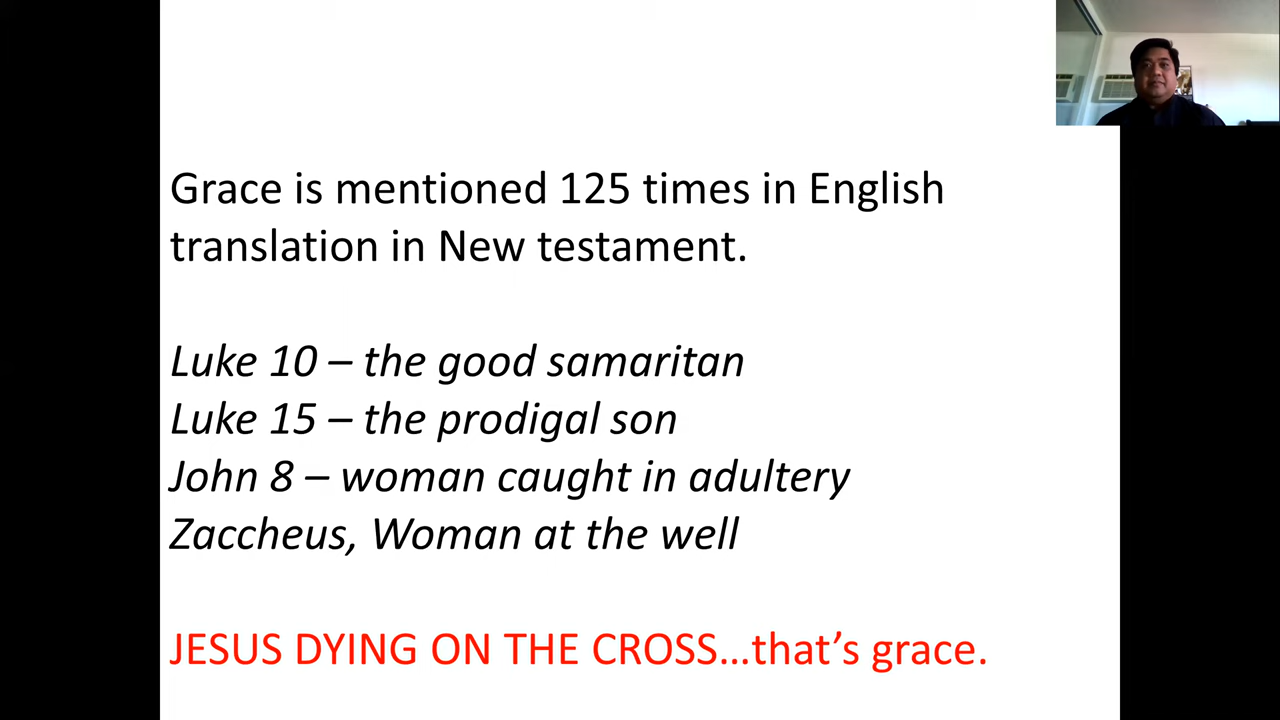 Grace is mentioned 125 times in English
translation in New testament.
Luke 10 – the good samaritan
Luke 15 – the prodigal son
John 8 – woman caught in adultery
Zaccheus, Woman at the well
JESUS DYING ON THE CROSS…that’s grace.